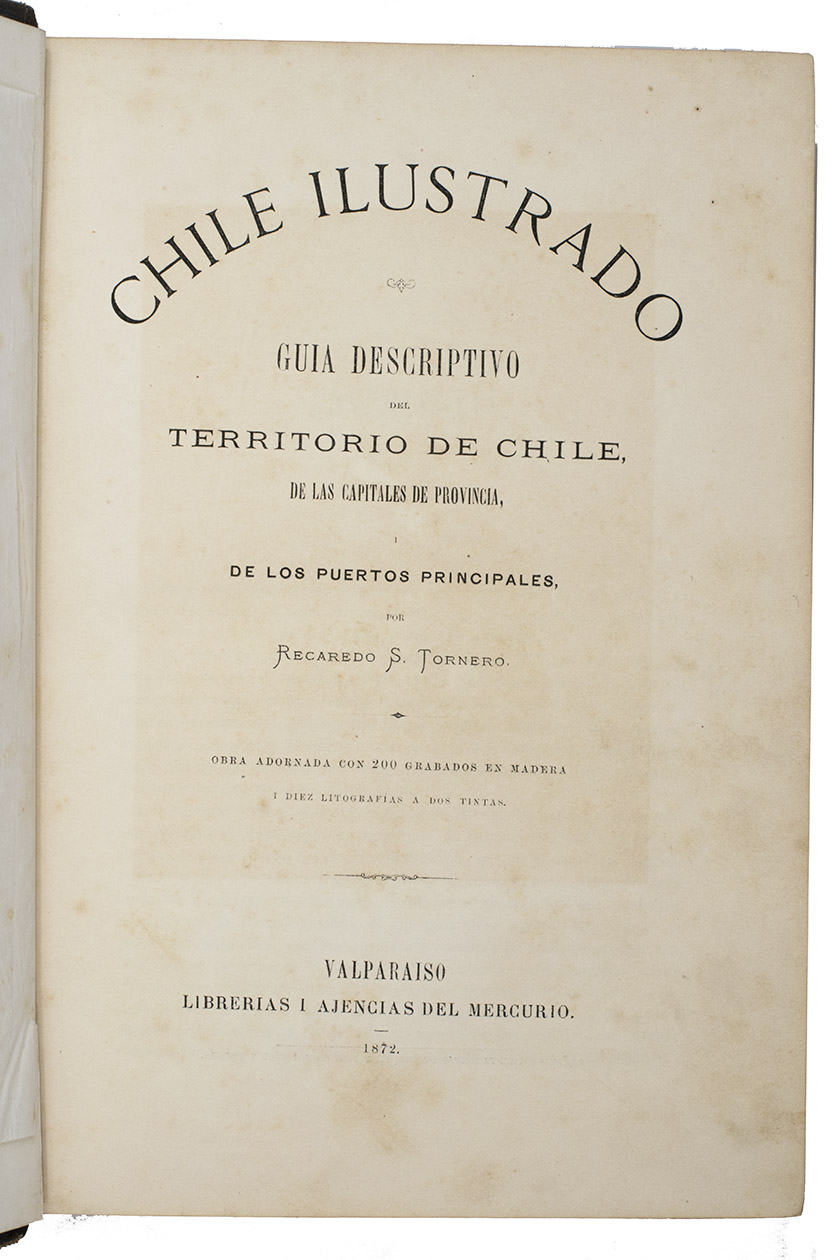 CHILE ILUSTRADO
GUIA DESCRIPTIVO
DEL
TERRITORIO DE CHILE,
DE LAS CAPITALES DE PROVINCIA,
I
DE LOS PUERTOS PRINCIPALES,
POR
RECAREDO S. TORNERO.
OBRA ADORNADA CON 200 GRABADOS EN MADERA
I DIEZ LITOGRAFÍAS A DOS TINTAS.
VALPARAISO
LIBRERIAS I AJENCIAS DEL MERCURIO.
1872.